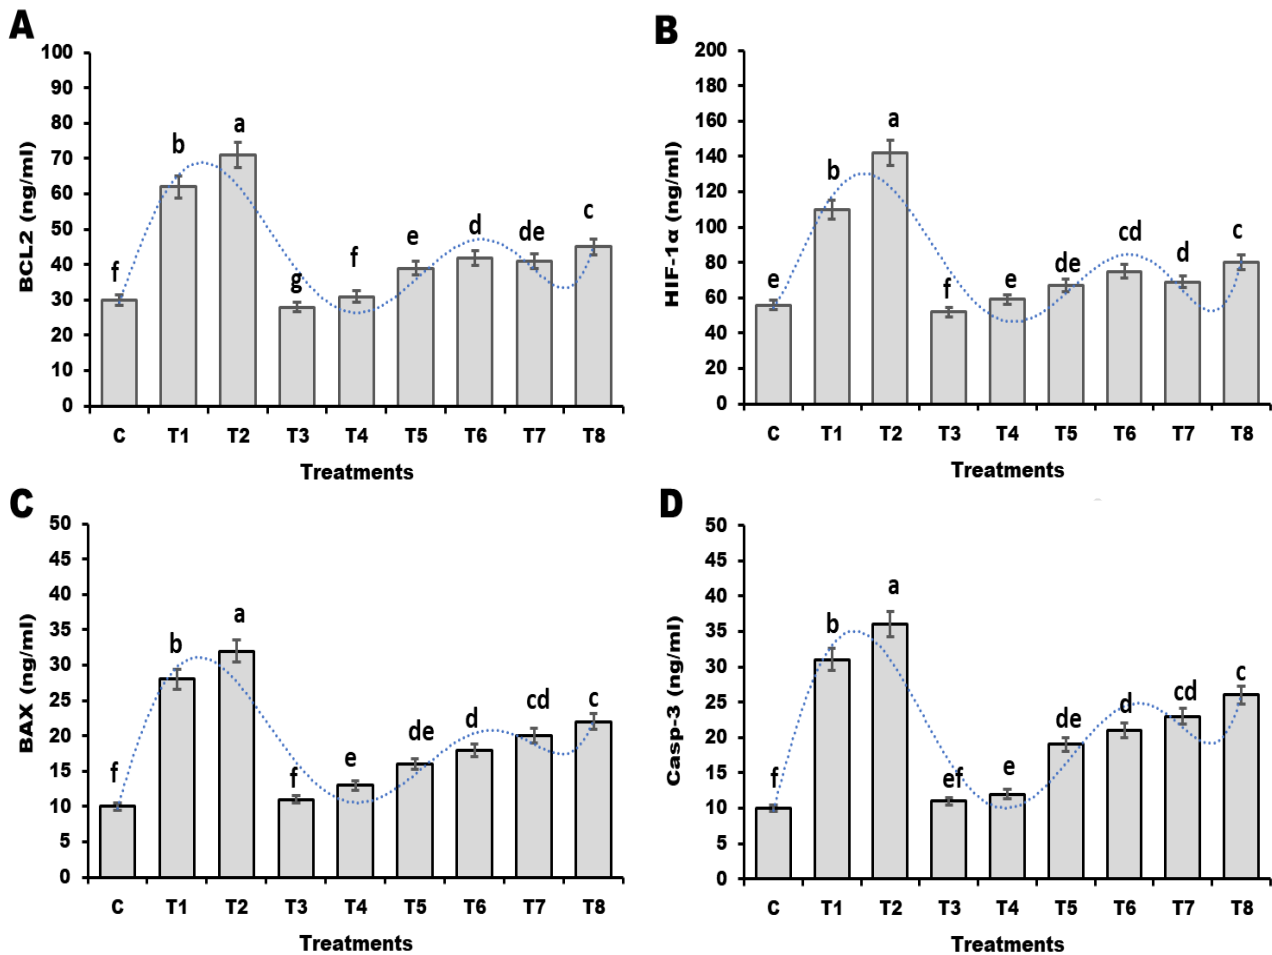 A
BCL2 (ng/ml)
100
90
80
70
60
50
40
30
20
10
0
f
b
a
g
f
e
d
de
c
C T1 T2 T3 T4 T5 T6 T7 T8
Treatments
B
HIF-1α (ng/ml)
200
180
160
140
120
100
80
60
40
20
0
e
b
a
f
e
de
cd
d
c
C T1 T2 T3 T4 T5 T6 T7 T8
Treatments
C
BAX (ng/ml)
50
45
40
35
30
25
20
15
10
5
0
f
b
a
f
e
de
d
cd
c
C T1 T2 T3 T4 T5 T6 T7 T8
Treatments
D
Casp-3 (ng/ml)
50
45
40
35
30
25
20
15
10
5
0
f
b
a
ef
e
de
d
cd
c
C T1 T2 T3 T4 T5 T6 T7 T8
Treatments